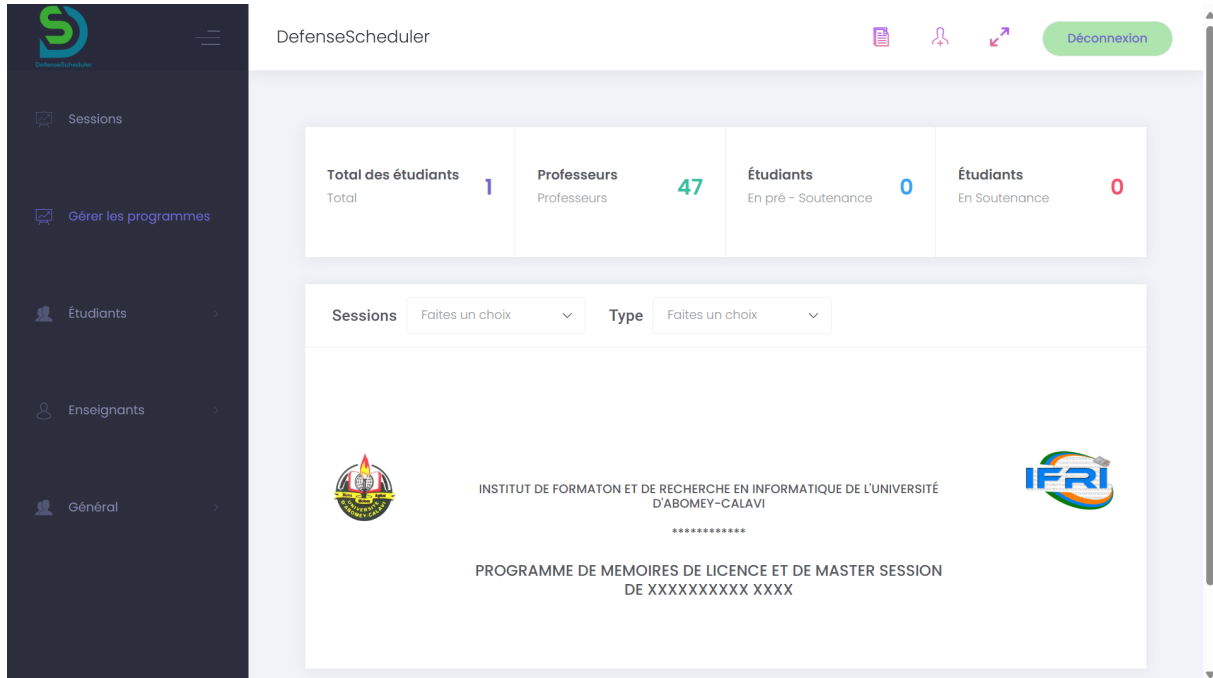 DefenseScheduler
DefenseScheduler
Déconnexion
Sessions
Gérer les programmes
Étudiants
Enseignants
Général
Total des étudiants
Total
1
Professeurs
Professeurs
47
Étudiants
En pré - Soutenance
0
Étudiants
En Soutenance
0
Sessions
Faites un choix
Type
Faites un choix
IFRI
INSTITUT DE FORMATON ET DE RECHERCHE EN INFORMATIQUE DE L'UNIVERSITÉ
D'ABOMEY-CALAVI
************
PROGRAMME DE MEMOIRES DE LICENCE ET DE MASTER SESSION
DE XXXXXXXXXX XXXX